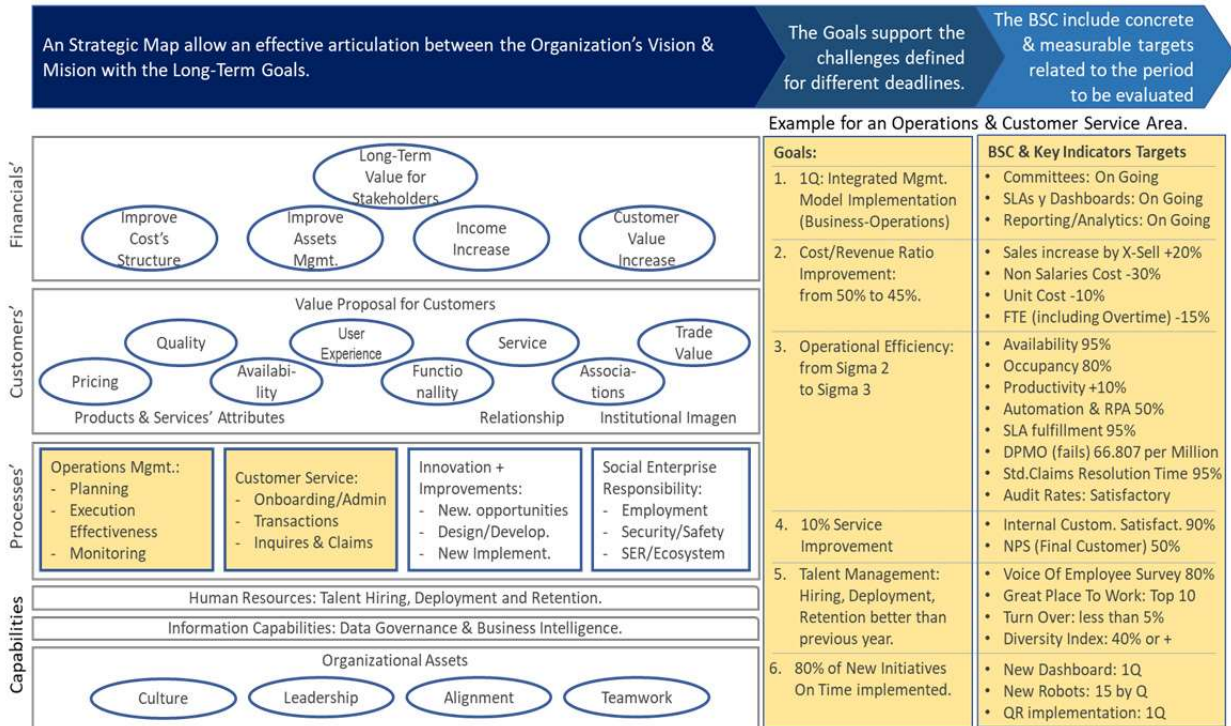 An Strategic Map allow an effective articulation between the Organization's Vision &
Mision with the Long-Term Goals.
The Goals support the
challenges defined
for different deadlines.
The BSC include concrete
& measurable targets
related to the period
to be evaluated
Example for an Operations & Customer Service Area.
Financials'
Long-Term
Value for
Stakeholders
Improve
Cost's
Structure
Improve
Assets
Mgmt.
Income
Increase
Customer
Value
Increase
Customers'
Value Proposal for Customers
Quality
User
Experience
Service
Trade
Value
Pricing
Availabi-
lity
Functio
nallity
Associa-
tions
Products & Services' Attributes
Relationship
Institutional Imagen
Processes'
Operations Mgmt.:
- Planning
- Execution
Effectiveness
- Monitoring
Customer Service:
- Onboarding/Admin
- Transactions
- Inquires & Claims
Innovation +
Improvements:
- New. opportunities
- Design/Develop.
- New Implement.
Social Enterprise
Responsibility:
- Employment
- Security/Safety
- SER/Ecosystem
Capabilities
Human Resources: Talent Hiring, Deployment and Retention.
Information Capabilities: Data Governance & Business Intelligence.
Organizational Assets
Culture
Leadership
Alignment
Teamwork
Goals:
1. 1Q: Integrated Mgmt.
Model Implementation
(Business-Operations)
2. Cost/Revenue Ratio
Improvement:
from 50% to 45%.
3. Operational Efficiency:
from Sigma 2
to Sigma 3
4. 10% Service
Improvement
5. Talent Management:
Hiring, Deployment,
Retention better than
previous year.
6. 80% of New Initiatives
On Time implemented.
BSC & Key Indicators Targets
• Committees: On Going
• SLAs y Dashboards: On Going
• Reporting/Analytics: On Going
• Sales increase by X-Sell +20%
• Non Salaries Cost -30%
• Unit Cost -10%
• FTE (including Overtime) -15%
• Availability 95%
• Occupancy 80%
• Productivity +10%
• Automation & RPA 50%
• SLA fulfillment 95%
• DPMO (fails) 66.807 per Million
• Std.Claims Resolution Time 95%
• Audit Rates: Satisfactory
• Internal Custom. Satisfact. 90%
• NPS (Final Customer) 50%
• Voice Of Employee Survey 80%
• Great Place To Work: Top 10
• Turn Over: less than 5%
• Diversity Index: 40% or +
• New Dashboard: 1Q
• New Robots: 15 by Q
• QR implementation: 1Q